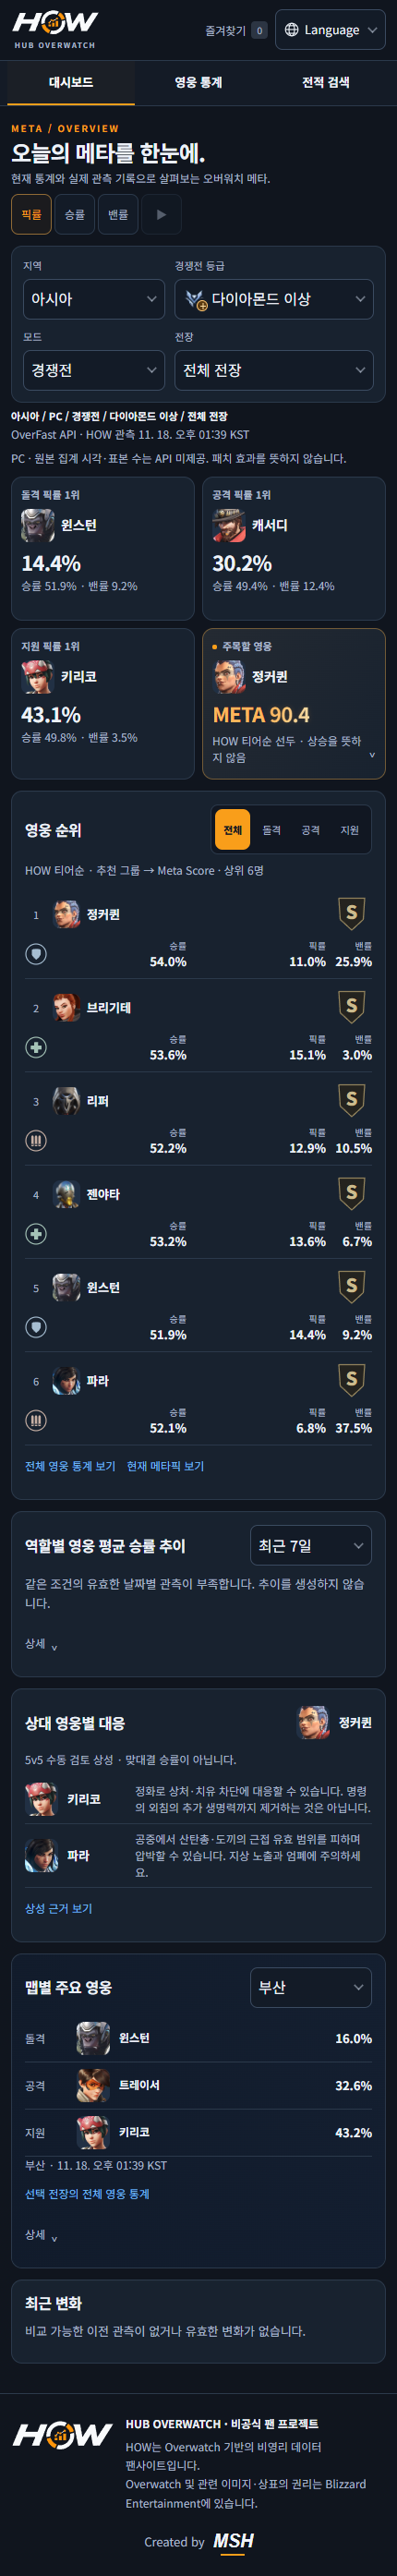 HOW
HUB OVERWATCH
즐겨찾기 0
Language
대시보드 영웅 통계 전적 검색
META / OVERVIEW
오늘의 메타를 한눈에.
현재 통계와 실제 관측 기록으로 살펴보는 오버워치 메타.
픽률 승률 밴률
지역 경쟁전 등급
아시아 다이아몬드 이상
모드 전장
경쟁전 전체 전장
아시아 / PC / 경쟁전 / 다이아몬드 이상 / 전체 전장
OverFast API · HOW 관측 11. 18. 오후 01:39 KST
PC · 원본 집계 시각·표본 수는 API 미제공. 패치 효과를 뜻하지 않습니다.
돌격 픽률 1위
윈스턴
14.4%
승률 51.9% · 밴률 9.2%
공격 픽률 1위
캐서디
30.2%
승률 49.4% · 밴률 12.4%
지원 픽률 1위
키리코
43.1%
승률 49.8% · 밴률 3.5%
주목할 영웅
정커퀸
META 90.4
HOW 티어순 선두 · 상승을 뜻하
지 않음
영웅 순위
전체 돌격 공격 지원
HOW 티어순 · 추천 그룹 → Meta Score · 상위 6명
1 정커퀸 S
승률 픽률 밴률
54.0% 11.0% 25.9%
2 브리기테 S
승률 픽률 밴률
53.6% 15.1% 3.0%
3 리퍼 S
승률 픽률 밴률
52.2% 12.9% 10.5%
4 젠야타 S
승률 픽률 밴률
53.2% 13.6% 6.7%
5 윈스턴 S
승률 픽률 밴률
51.9% 14.4% 9.2%
6 파라 S
승률 픽률 밴률
52.1% 6.8% 37.5%
전체 영웅 통계 보기 현재 메타픽 보기
역할별 영웅 평균 승률 추이 최근 7일
같은 조건의 유효한 날짜별 관측이 부족합니다. 추이를 생성하지 않습
니다.
상세
상대 영웅별 대응 정커퀸
5v5 수동 검토 상성 · 맞대결 승률이 아닙니다.
키리코
정화로 상처·치유 차단에 대응할 수 있습니다. 명령
의 외침의 추가 생명력까지 제거하는 것은 아닙니다.
파라
공중에서 산탄총·도끼의 근접 유효 범위를 피하며
압박할 수 있습니다. 지상 노출과 엄폐에 주의하세
요.
상성 근거 보기
맵별 주요 영웅 부산
돌격 윈스턴 16.0%
공격 트레이서 32.6%
지원 키리코 43.2%
부산 · 11. 18. 오후 01:39 KST
선택 전장의 전체 영웅 통계
상세
최근 변화
비교 가능한 이전 관측이 없거나 유효한 변화가 없습니다.
HOW
HUB OVERWATCH · 비공식 팬 프로젝트
HOW는 Overwatch 기반의 비영리 데이터
팬사이트입니다.
Overwatch 및 관련 이미지·상표의 권리는 Blizzard
Entertainment에 있습니다.
Created by MSH